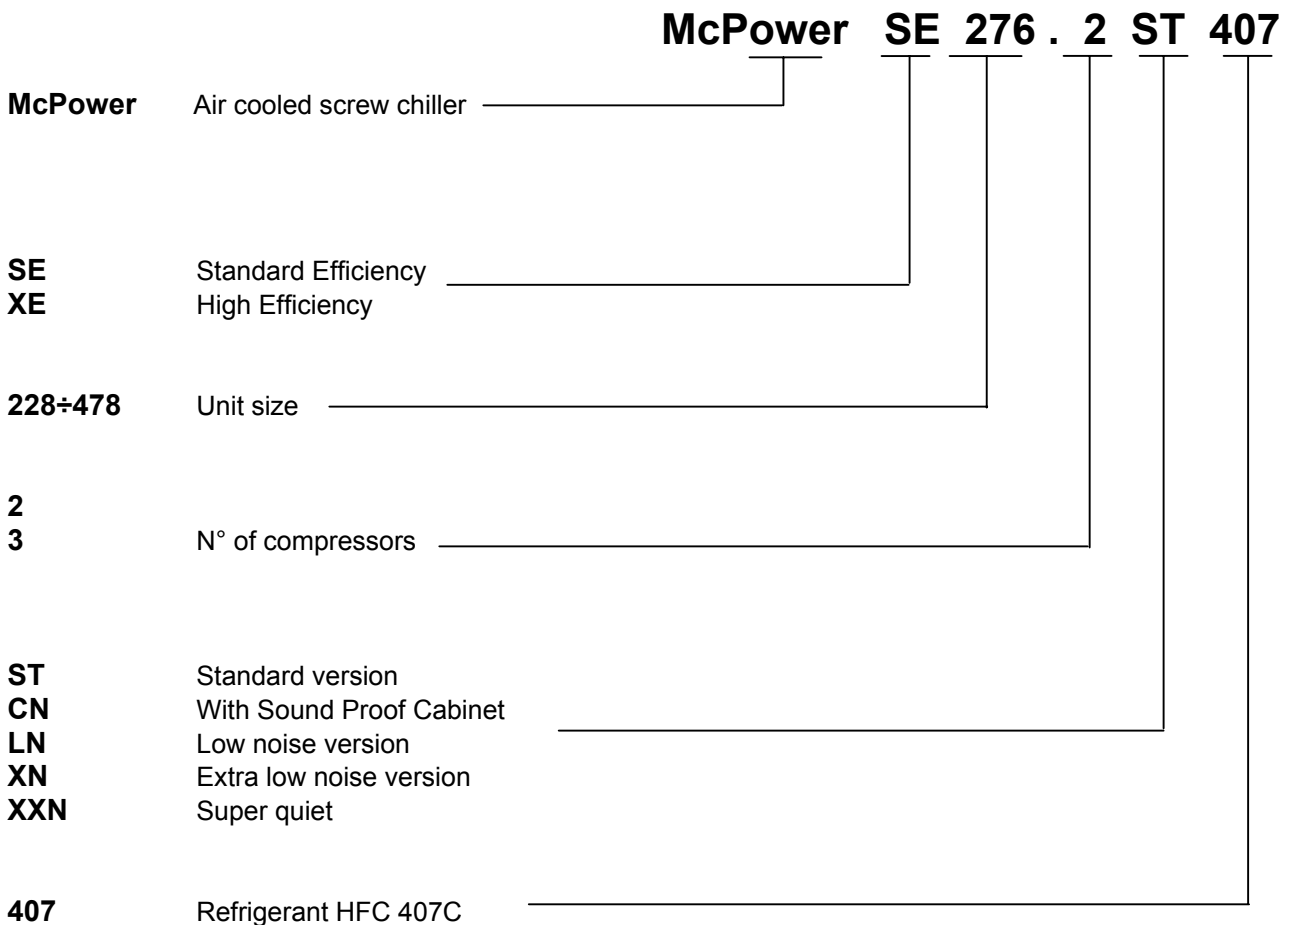 McPower SE 276 . 2 ST 407
McPower Air cooled screw chiller
SE Standard Efficiency
XE High Efficiency
228÷478 Unit size
2
3 N° of compressors
ST Standard version
CN With Sound Proof Cabinet
LN Low noise version
XN Extra low noise version
XXN Super quiet
407 Refrigerant HFC 407C